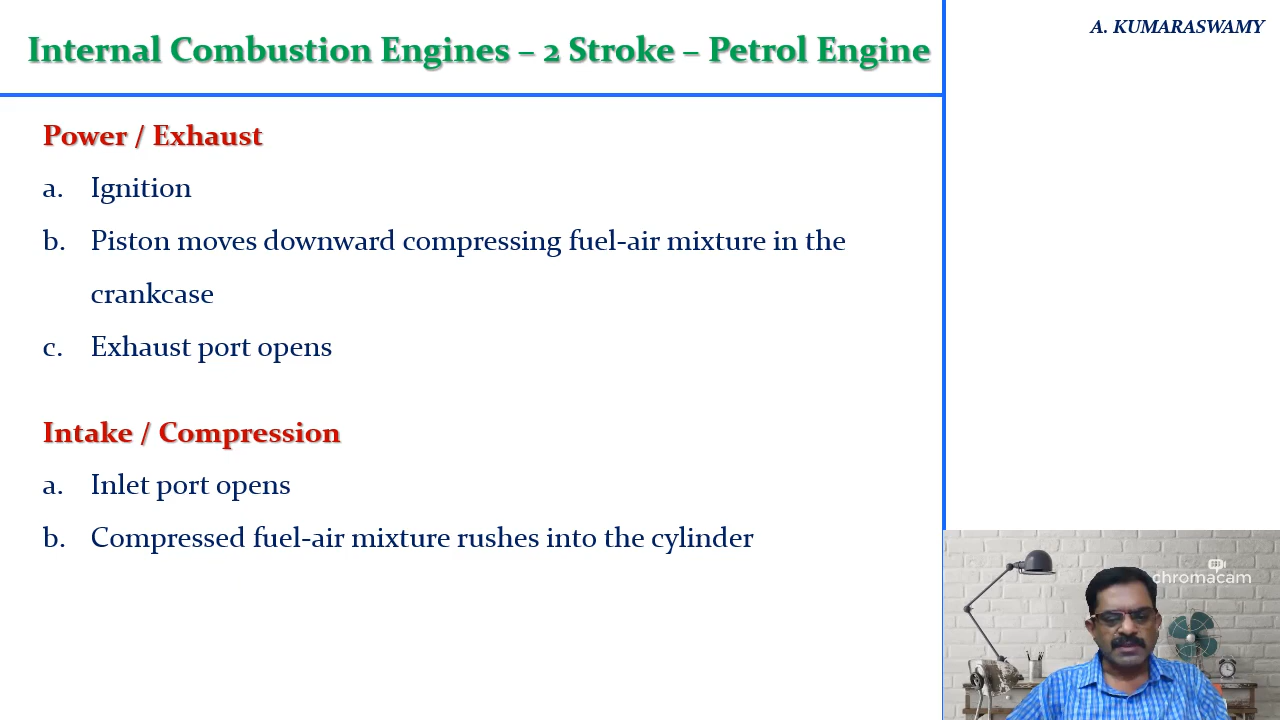 Internal Combustion Engines – 2 Stroke – Petrol Engine
A. KUMARASWAMY
Power / Exhaust
a. Ignition
b. Piston moves downward compressing fuel-air mixture in the
crankcase
c. Exhaust port opens
Intake / Compression
a. Inlet port opens
b. Compressed fuel-air mixture rushes into the cylinder
chromacam